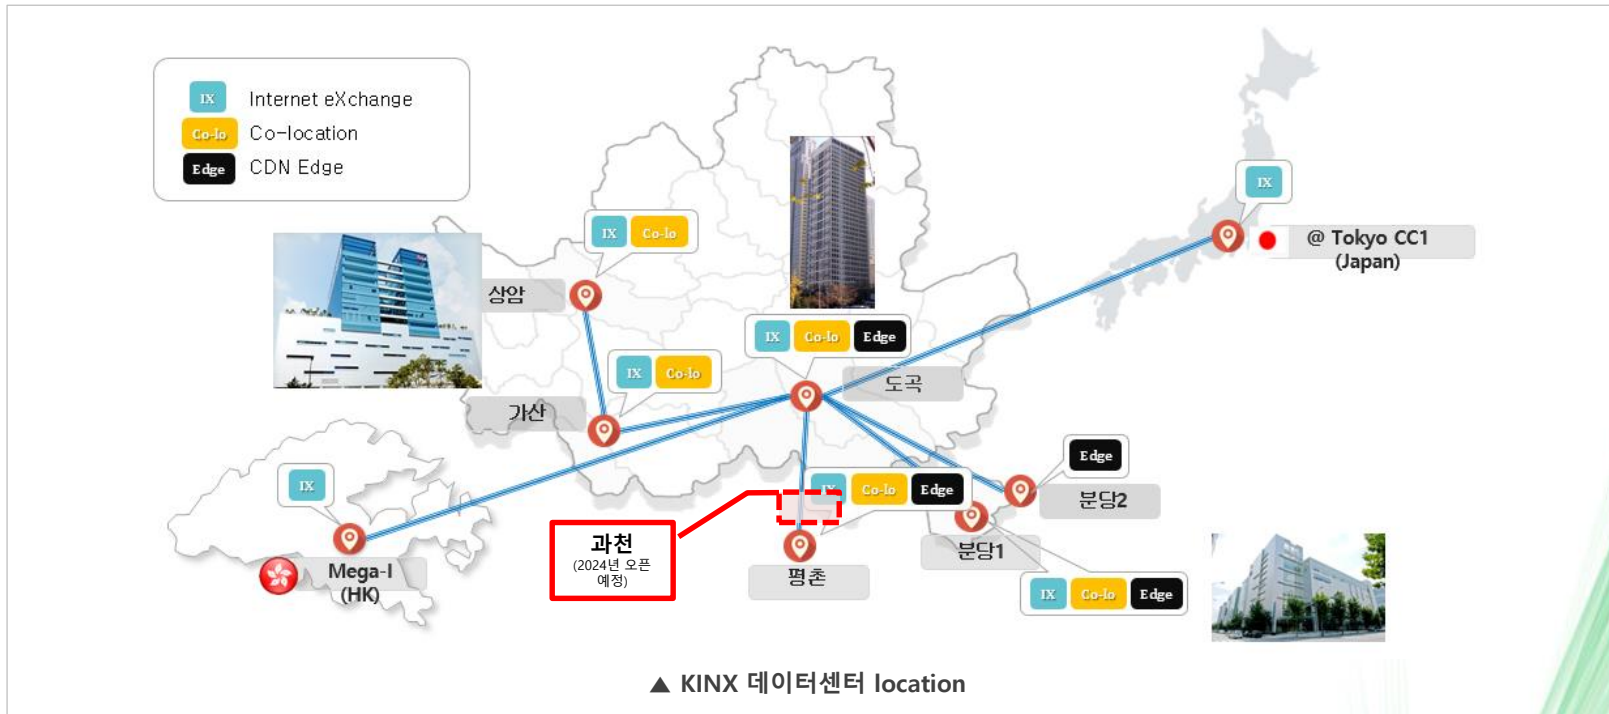 IX Internet eXchange
Co-lo Co-location
Edge CDN Edge
IX
@ Tokyo CC1
(Japan)
IX Co-lo
상암
IX Co-lo Edge
도곡
IX Co-lo
가산
Edge
분당2
IX
IX Co-lo Edge
과천
(2024년 오픈
예정)
분당1
평촌
Mega-I
(HK)
IX Co-lo Edge
▲ KINX 데이터센터 location